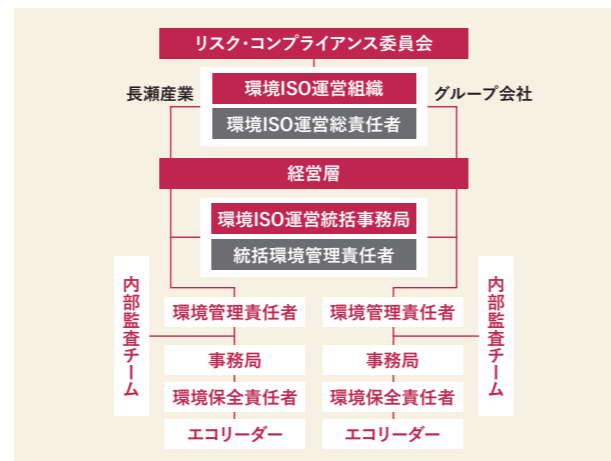 リスク・コンプライアンス委員会
長瀬産業
環境ISO運営組織
グループ会社
環境ISO運営総責任者
経営層
環境ISO運営統括事務局
統括環境管理責任者
内部監査チーム
環境管理責任者
環境管理責任者
内部監査チーム
事務局
事務局
環境保全責任者
環境保全責任者
エコリーダー
エコリーダー